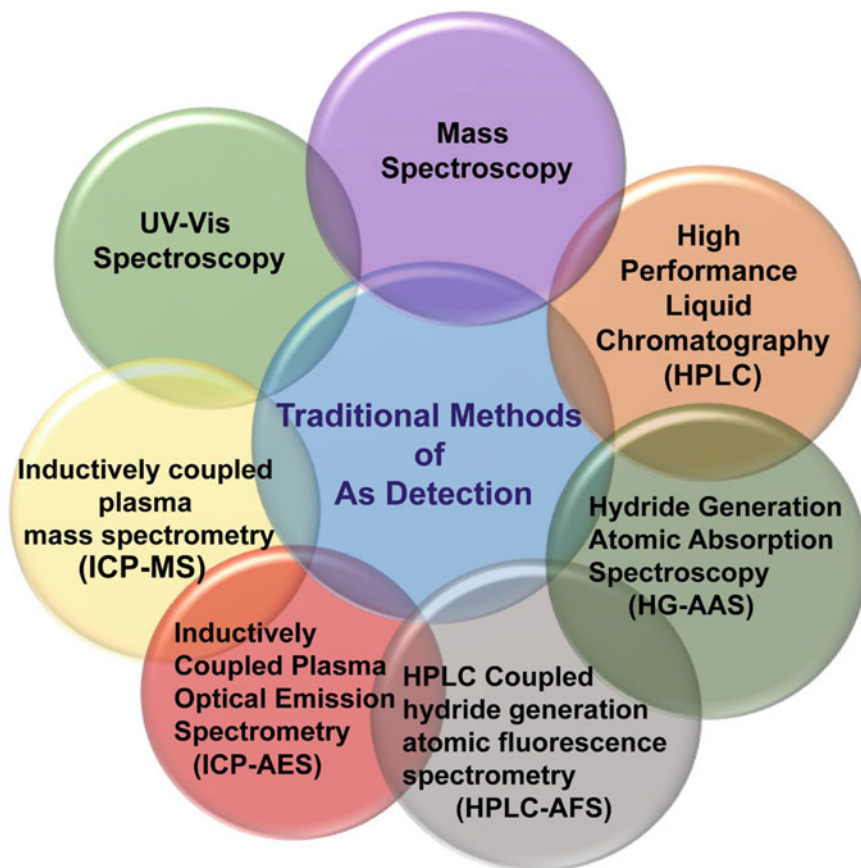 Mass
Spectroscopy
UV-Vis
Spectroscopy
High
Performance
Liquid
Chromatography
(HPLC)
Traditional Methods
of
As Detection
Inductively coupled
plasma
mass spectrometry
(ICP-MS)
Hydride Generation
Atomic Absorption
Spectroscopy
(HG-AAS)
Inductively
Coupled Plasma
Optical Emission
Spectrometry
(ICP-AES)
HPLC Coupled
hydride generation
atomic fluorescence
spectrometry
(HPLC-AFS)